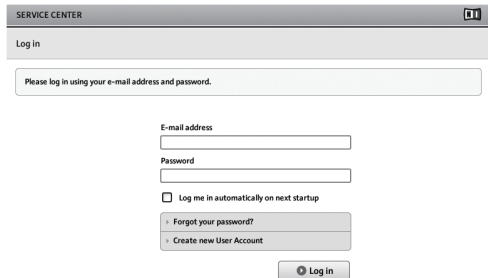 SERVICE CENTER
Log in
Please log in using your e-mail address and password.
E-mail address
Password
Log me in automatically on next startup
Forgot your password?
Create new User Account
Log in